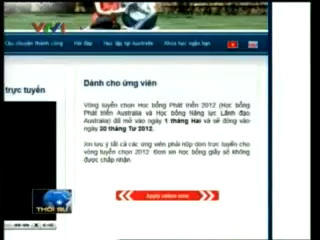 VTV1
Câu chuyện thành công Hỏi đáp Học tập tại Australia Khóa học ngắn hạn
trực tuyến
Dành cho ứng viên
Vòng tuyển chọn Học bổng Phát triển 2012 (Học bổng
Phát triển Australia và Học bổng Năng lực Lãnh đạo
Australia) đã mở vào ngày 1 tháng Hai và sẽ đóng vào
ngày 30 tháng Tư 2012.
Xin lưu ý tất cả các ứng viên phải nộp đơn trực tuyến cho
vòng tuyển chọn 2012. Đơn xin học bổng giấy sẽ không
được chấp nhận
Apply online now
THỜI SỰ